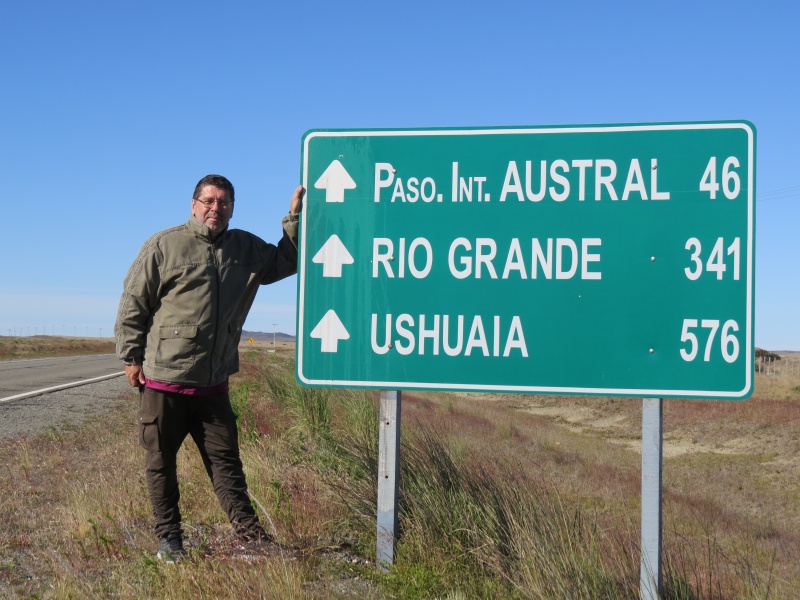 PASO. INT. AUSTRAL 46
RIO GRANDE 341
USHUAIA 576